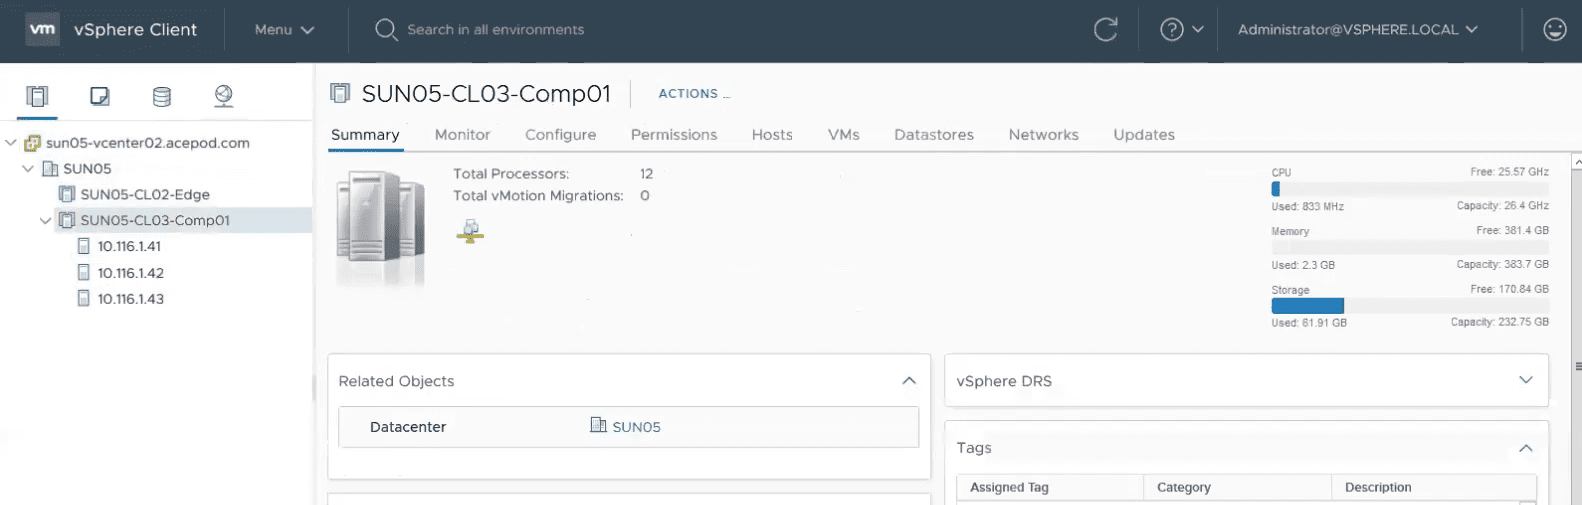 vm vSphere Client Menu Search in all environments Administrator@VSPHERE.LOCAL
SUN05-CL03-Comp01 ACTIONS
Summary Monitor Configure Permissions Hosts VMs Datastores Networks Updates
sun05-vcenter02.acepod.com
SUN05
SUN05-CL02-Edge
SUN05-CL03-Comp01
10.116.1.41
10.116.1.42
10.116.1.43
Total Processors: 12
Total vMotion Migrations: 0
CPU Free: 25.57 GHz
Used: 833 MHz Capacity: 26.4 GHz
Memory Free: 381.4 GB
Used: 2.3 GB Capacity: 383.7 GB
Storage Free: 170.84 GB
Used: 61.91 GB Capacity: 232.75 GB
Related Objects
Datacenter SUN05
vSphere DRS
Tags
Assigned Tag Category Description